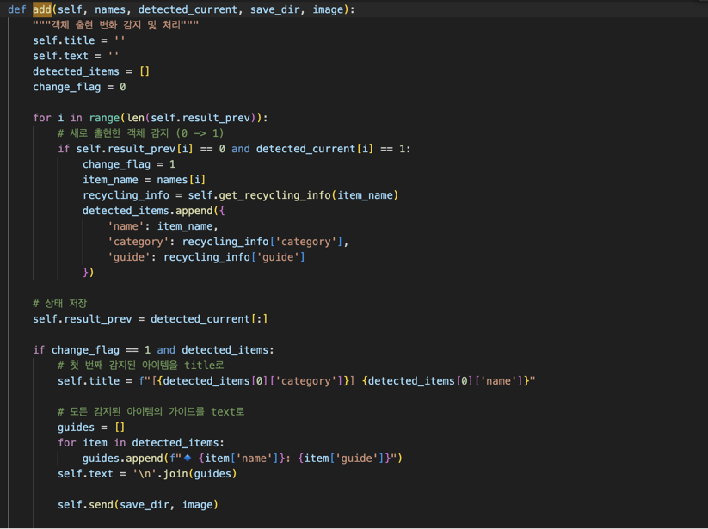 def add(self, names, detected_current, save_dir, image):
    """객체 출현 변화 감지 및 처리"""
    self.title = ''
    self.text = ''
    detected_items = []
    change_flag = 0

    for i in range(len(self.result_prev)):
        # 새로 출현한 객체 감지 (0 -> 1)
        if self.result_prev[i] == 0 and detected_current[i] == 1:
            change_flag = 1
            item_name = names[i]
            recycling_info = self.get_recycling_info(item_name)
            detected_items.append({
                'name': item_name,
                'category': recycling_info['category'],
                'guide': recycling_info['guide']
            })

    # 상태 저장
    self.result_prev = detected_current[:]

    if change_flag == 1 and detected_items:
        # 첫 번째 감지된 아이템을 title로
        self.title = f"[{detected_items[0]['category']}] {detected_items[0]['name']}"

        # 모든 감지된 아이템의 가이드를 text로
        guides = []
        for item in detected_items:
            guides.append(f"🔹 {item['name']}: {item['guide']}")
        self.text = '\n'.join(guides)

        self.send(save_dir, image)